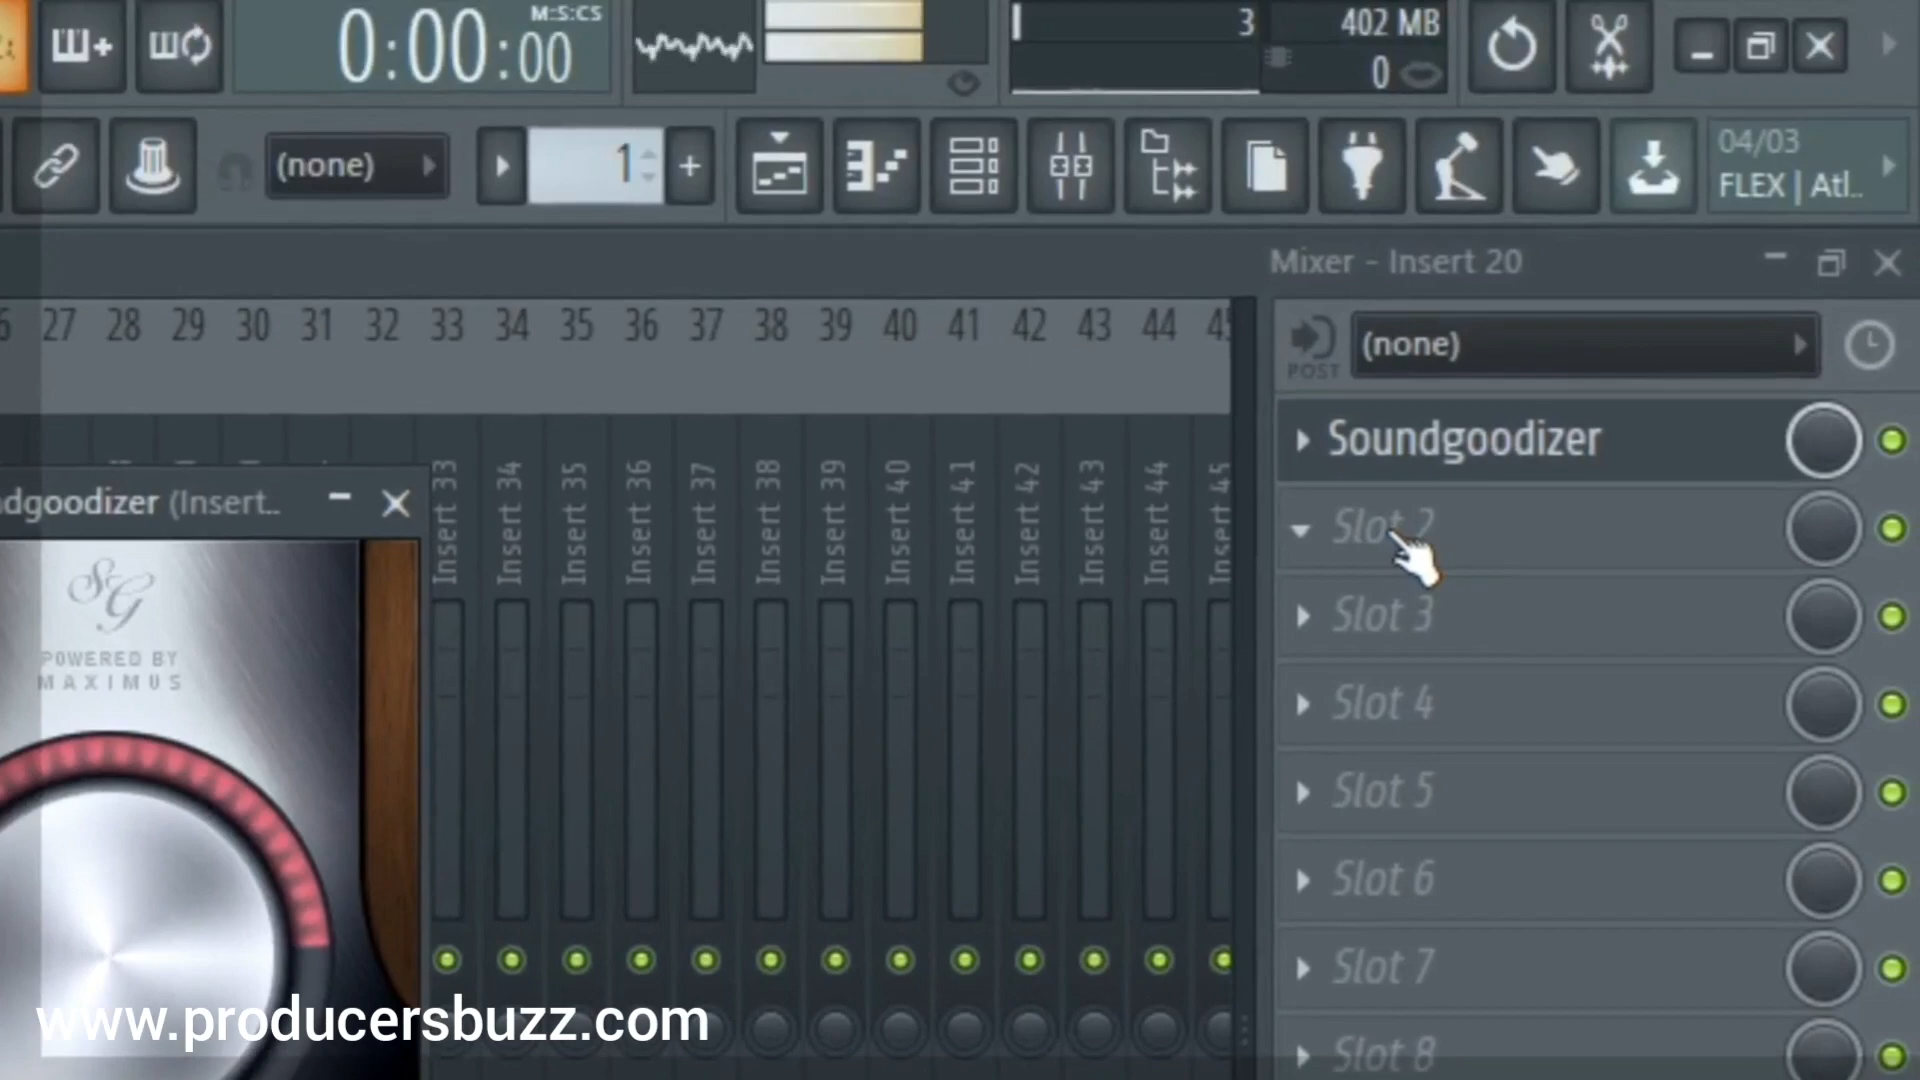 M:S:CS
0:00:00
3
402 MB
0
(none)
1
04/03
FLEX | Atl..
Mixer - Insert 20
27 28 29 30 31 32 33 34 35 36 37 38 39 40 41 42 43 44
(none)
POST
Soundgoodizer
Slot 2
Slot 3
Slot 4
Slot 5
Slot 6
Slot 7
Slot 8
dgoodizer (Insert..
SG
POWERED BY
MAXIMUS
Insert 33
Insert 34
Insert 35
Insert 36
Insert 37
Insert 38
Insert 39
Insert 40
Insert 41
Insert 42
Insert 43
Insert 44
Insert 45
www.producersbuzz.com